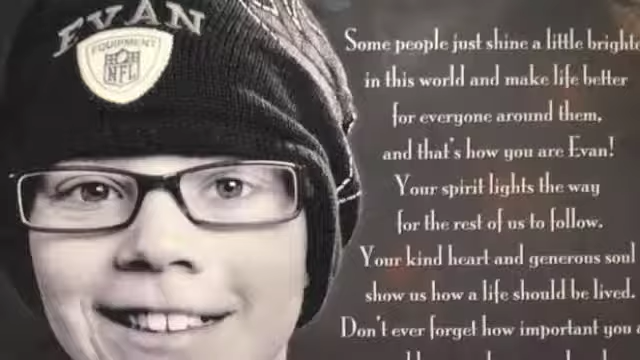 EVAN
EQUIPMENT
NFL
Some people just shine a little
in this world and make life better
for everyone around them,
and that's how you are Evan!
Your spirit lights the way
for the rest of us to follow.
Your kind heart and generous soul
show us how a life should be lived.
Don't ever forget how important you